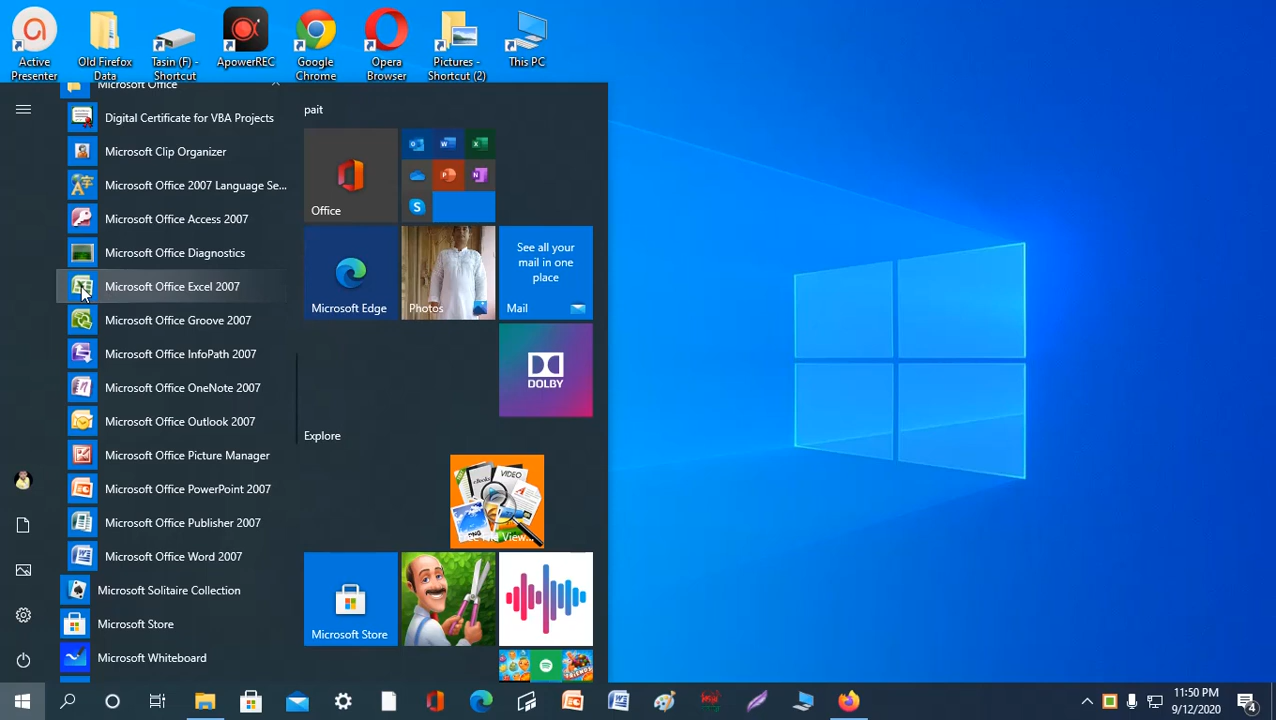 Active
Presenter
Old Firefox
Data
Tasin (F) -
Shortcut
ApowerREC
Google
Chrome
Opera
Browser
Pictures -
Shortcut (2)
This PC
Microsoft Office
Digital Certificate for VBA Projects
Microsoft Clip Organizer
Microsoft Office 2007 Language Se...
Microsoft Office Access 2007
Microsoft Office Diagnostics
Microsoft Office Excel 2007
Microsoft Office Groove 2007
Microsoft Office InfoPath 2007
Microsoft Office OneNote 2007
Microsoft Office Outlook 2007
Microsoft Office Picture Manager
Microsoft Office PowerPoint 2007
Microsoft Office Publisher 2007
Microsoft Office Word 2007
Microsoft Solitaire Collection
Microsoft Store
Microsoft Whiteboard
pait
Office
Microsoft Edge
Photos
See all your
mail in one
place
Mail
DOLBY
Explore
VIDEO
Microsoft Store
11:50 PM
9/12/2020
4